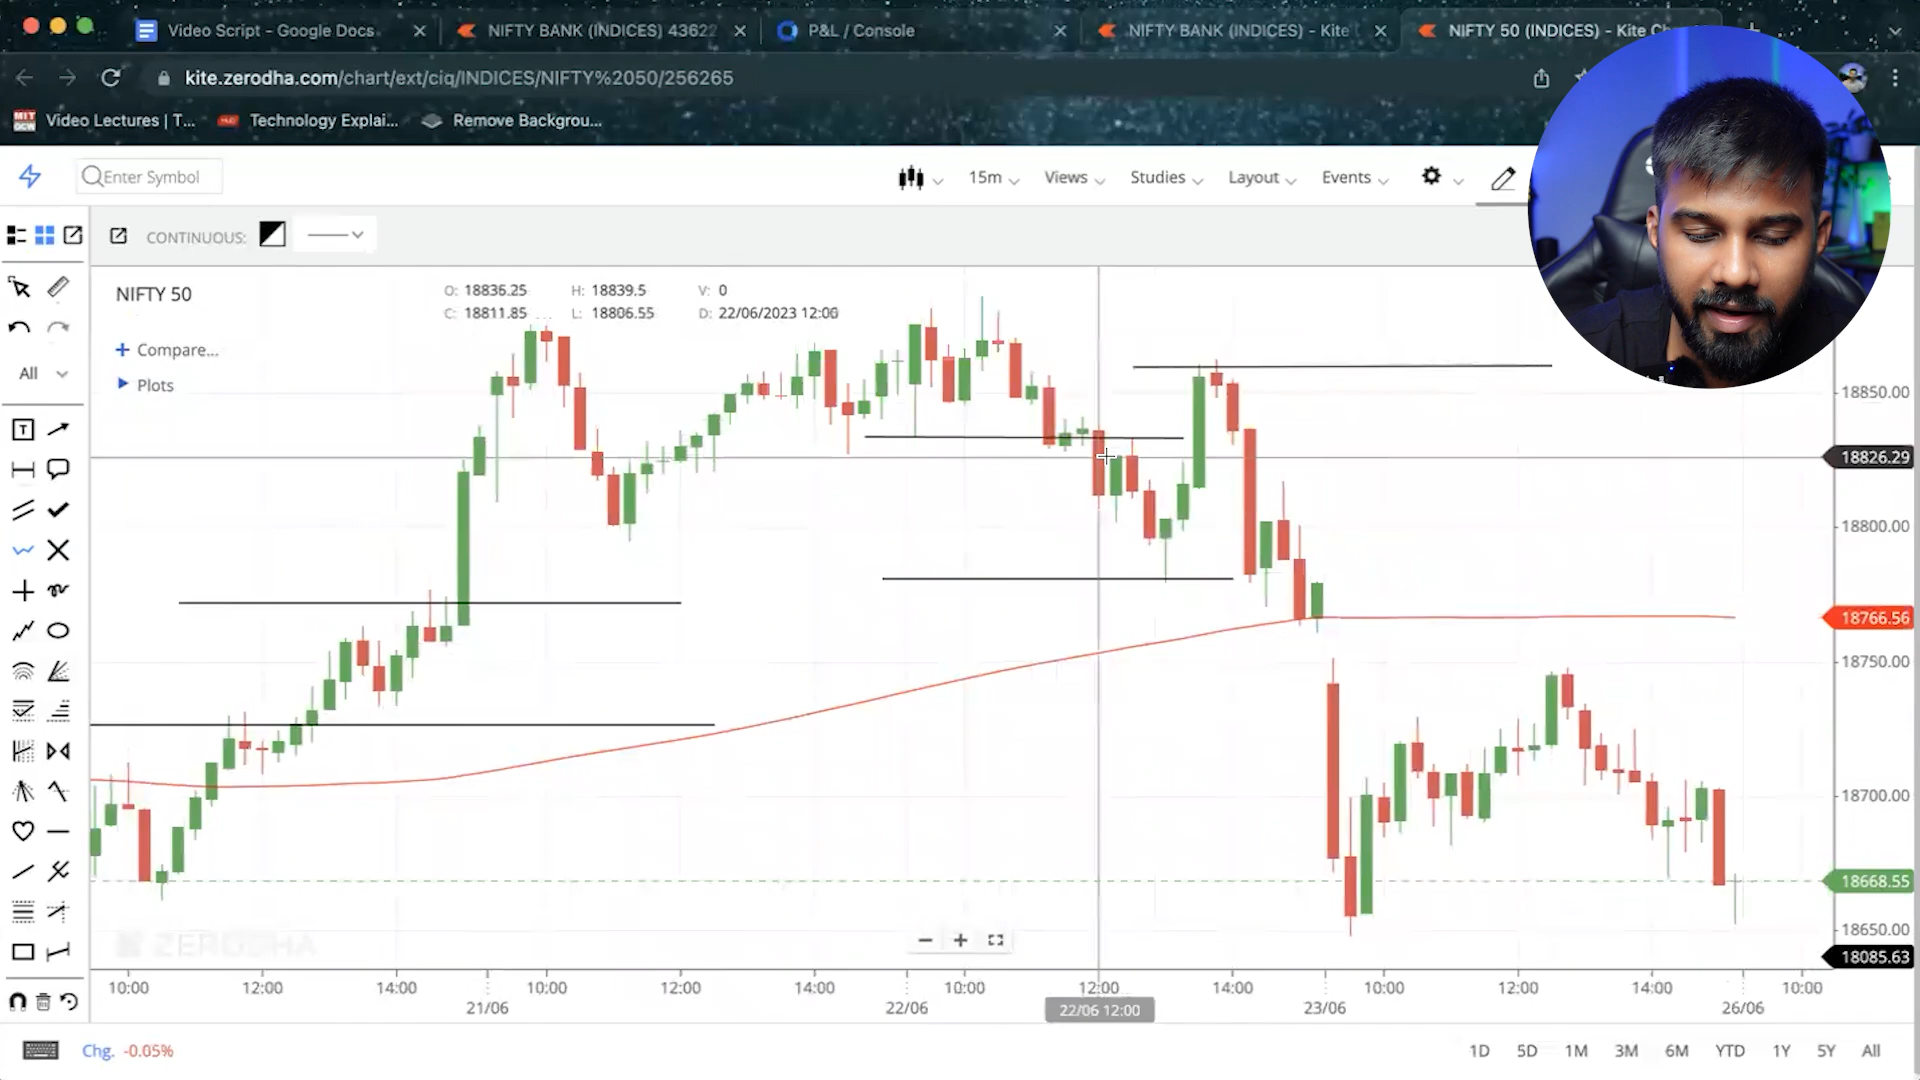 Video Script - Google Docs
NIFTY BANK (INDICES) 43622
P&L / Console
NIFTY BANK (INDICES) - Kite
NIFTY 50 (INDICES) - Kite Ch
kite.zerodha.com/chart/ext/ciq/INDICES/NIFTY%2050/256265
Video Lectures | T...
Technology Explai...
Remove Backgrou...
Enter Symbol
15m
Views
Studies
Layout
Events
CONTINUOUS:
NIFTY 50
O: 18836.25 H: 18839.5 V: 0
C: 18811.85 L: 18806.55 D: 22/06/2023 12:00
+ Compare...
Plots
All
18850.00
18826.29
18800.00
18766.56
18750.00
18700.00
18668.55
18650.00
18085.63
ZERODHA
10:00 12:00 14:00 10:00 12:00 14:00 10:00 12:00 14:00 10:00 12:00 14:00 10:00
21/06 22/06 22/06 12:00 23/06 26/06
Chg. -0.05%
1D 5D 1M 3M 6M YTD 1Y 5Y All